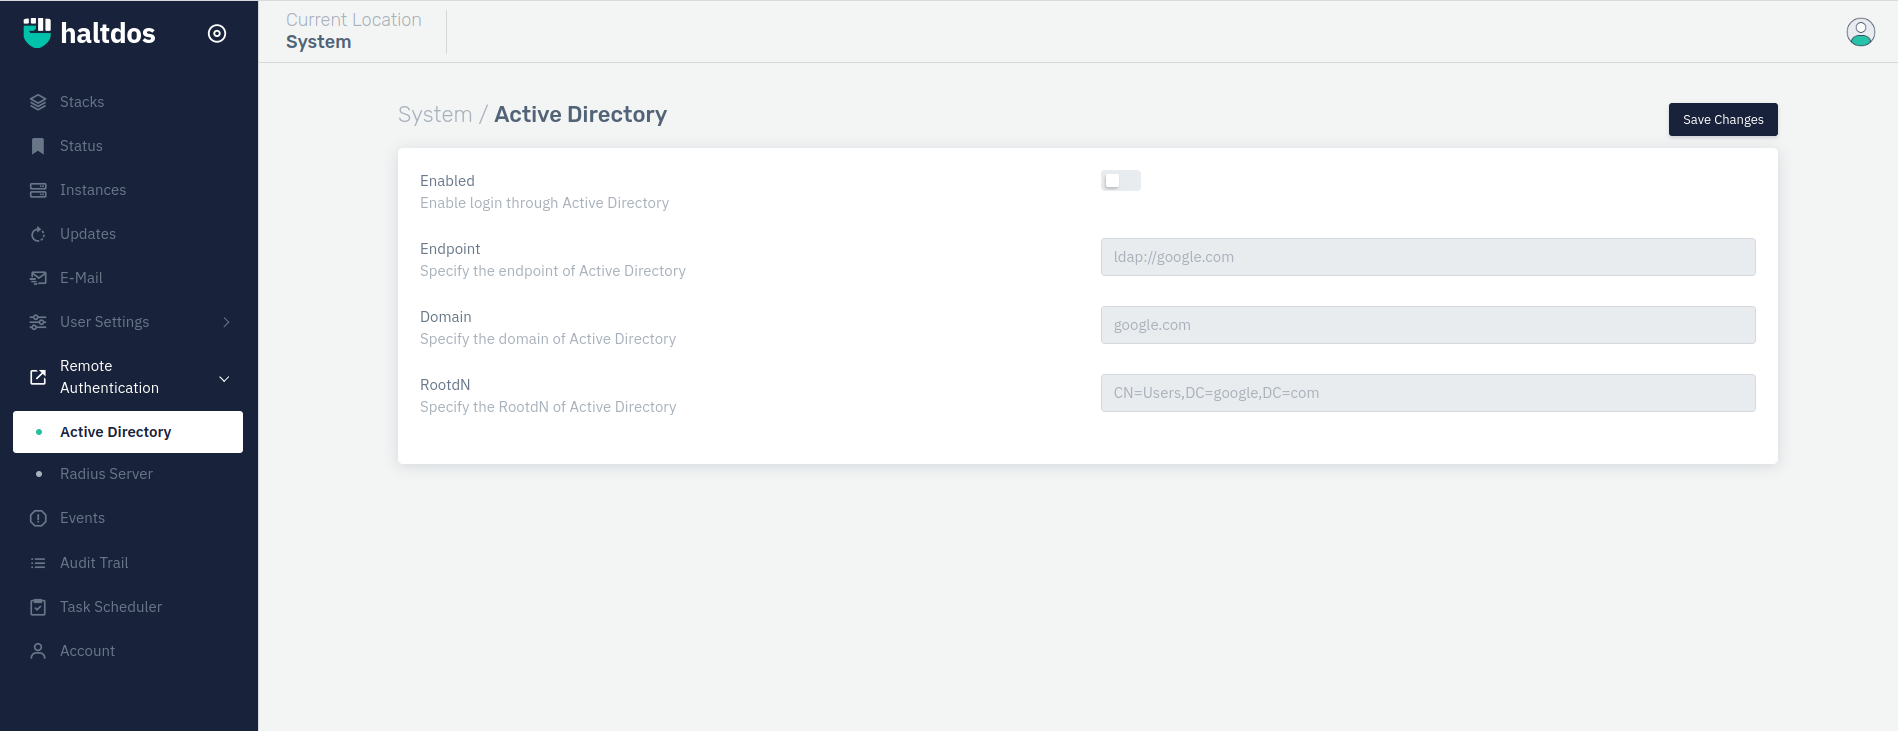 haltdos
Stacks
Status
Instances
Updates
E-Mail
User Settings
Remote
Authentication
Active Directory
Radius Server
Events
Audit Trail
Task Scheduler
Account
Current Location
System
System / Active Directory
Save Changes
Enabled
Enable login through Active Directory
Endpoint
Specify the endpoint of Active Directory
ldap://google.com
Domain
Specify the domain of Active Directory
google.com
RootdN
Specify the RootdN of Active Directory
CN=Users,DC=google,DC=com